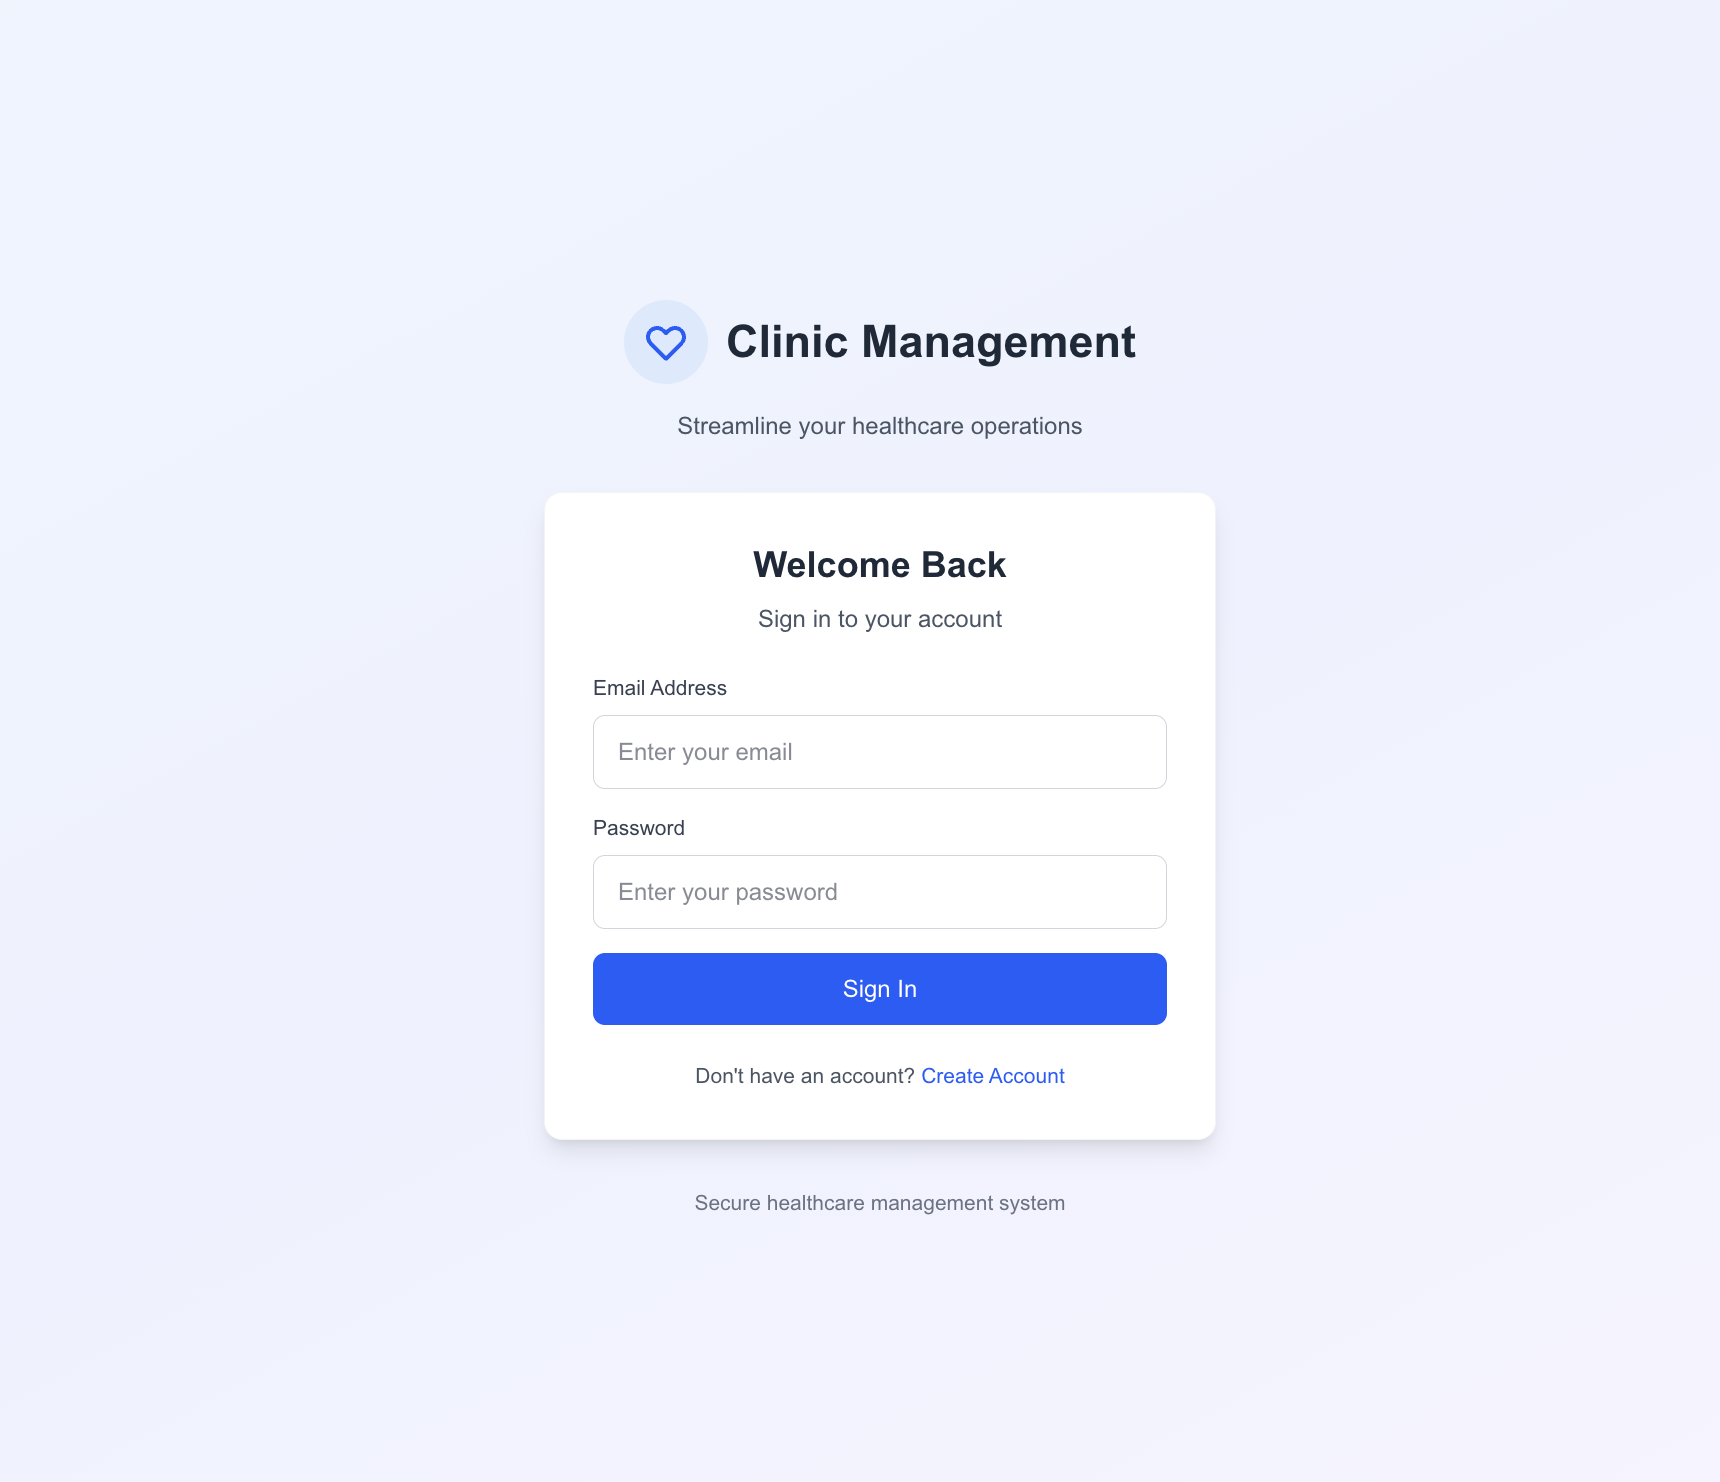 Clinic Management
Streamline your healthcare operations
Welcome Back
Sign in to your account
Email Address
Enter your email
Password
Enter your password
Sign In
Don't have an account? Create Account
Secure healthcare management system